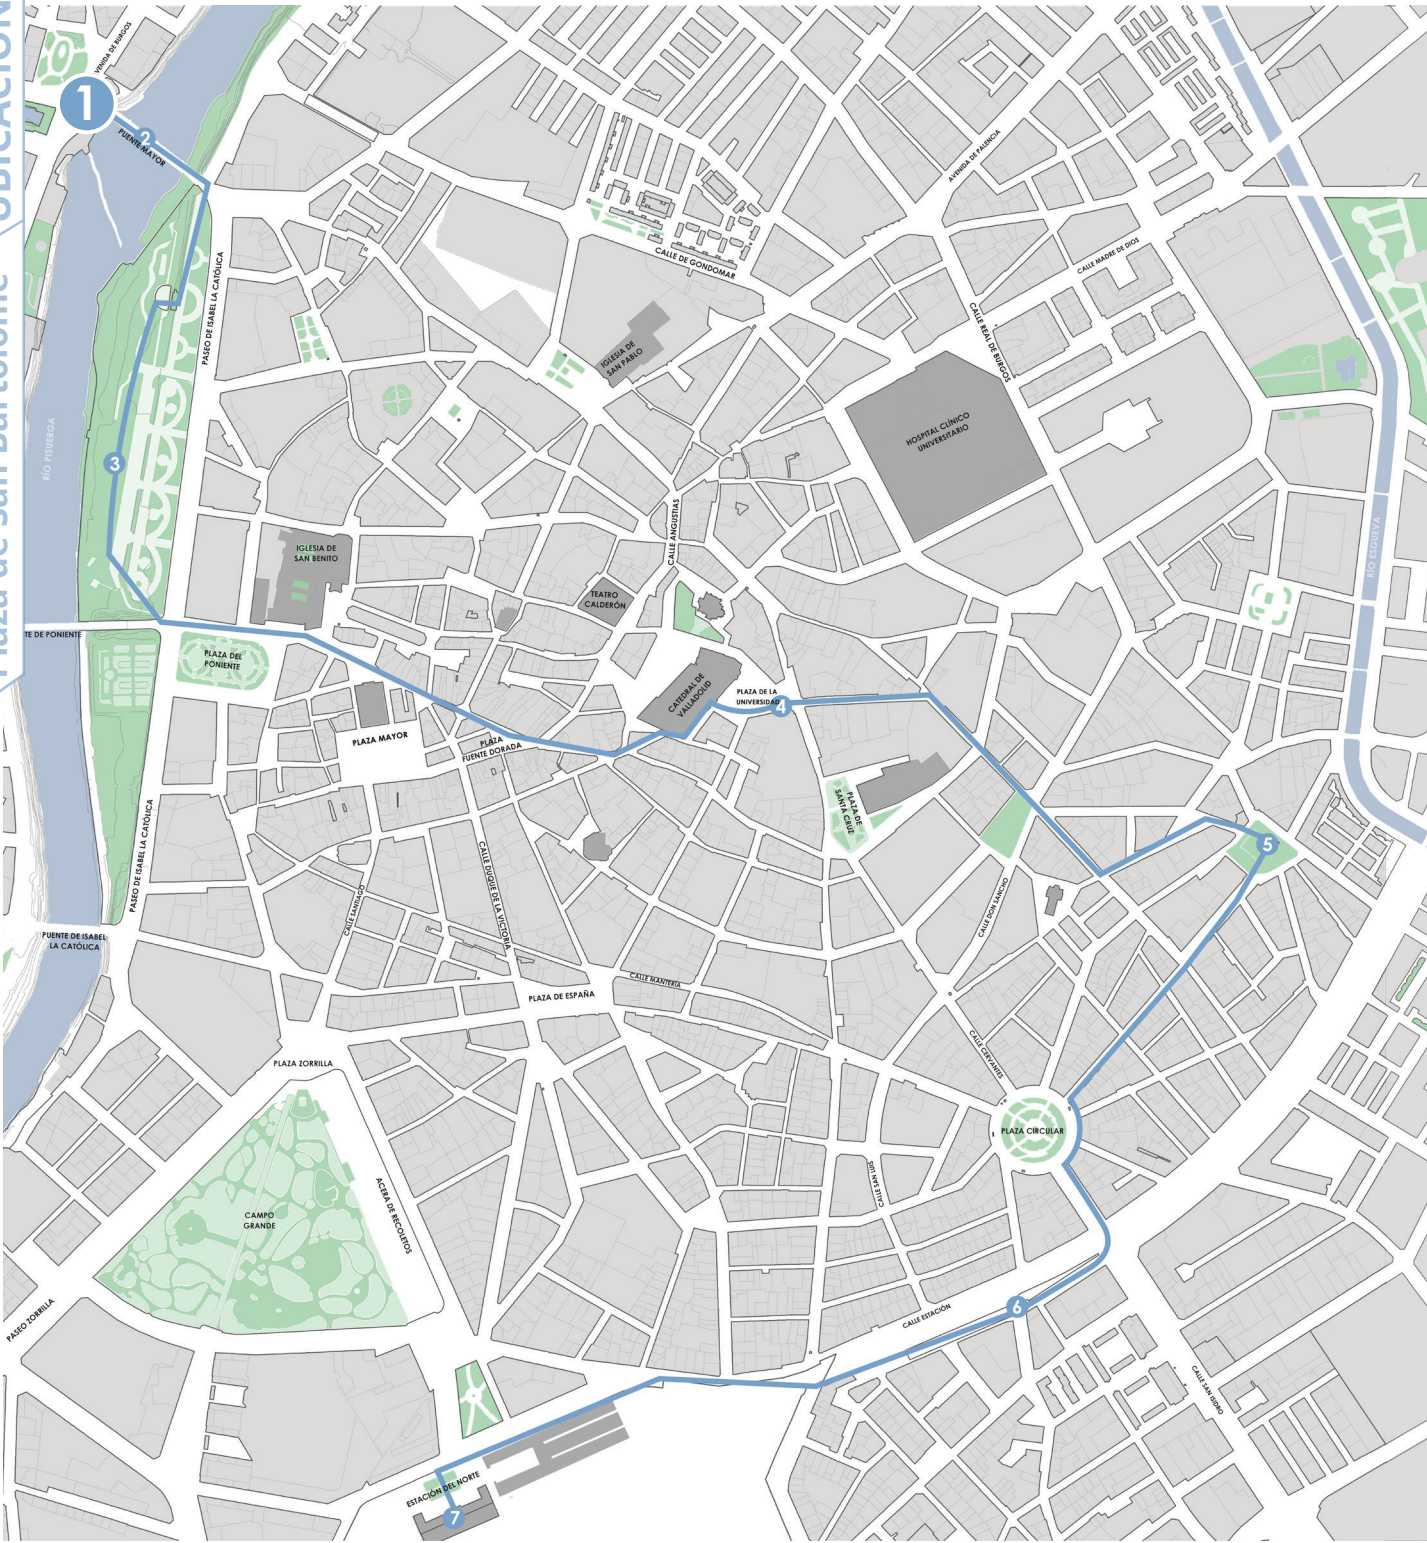 UBICACIÓN
Plaza de San Bartolomé
VENIDA DE BURGOS
1
2
PUENTE MAYOR
AVENIDA DE PALENCIA
CALLE DE GONDOMAR
CALLE MADRE DE DIOS
PASEO DE ISABEL LA CATÓLICA
CALLE REAL DE BURGOS
IGLESIA DE
SAN PABLO
HOSPITAL CLÍNICO
UNIVERSITARIO
RÍO PISUERGA
3
CALLE ANGUSTIAS
RÍO ESGUEVA
IGLESIA DE
SAN BENITO
TEATRO
CALDERÓN
TE DE PONIENTE
PLAZA DEL
PONIENTE
CATEDRAL DE
VALLADOLID
PLAZA DE LA
UNIVERSIDAD
4
PLAZA MAYOR
PLAZA
FUENTE DORADA
PLAZA DE
SANTA CRUZ
5
PASEO DE ISABEL LA CATÓLICA
CALLE SANTIAGO
CALLE DUQUE DE LA VICTORIA
CALLE DON SANCHO
PUENTE DE ISABEL
LA CATÓLICA
CALLE MANTERÍA
PLAZA DE ESPAÑA
PLAZA ZORRILLA
CALLE CERVANTES
PLAZA CIRCULAR
CALLE SAN LUIS
ACERA DE RECOLETOS
CAMPO
GRANDE
PASEO ZORRILLA
CALLE ESTACIÓN
6
CALLE SAN ISIDRO
ESTACIÓN DEL NORTE
7